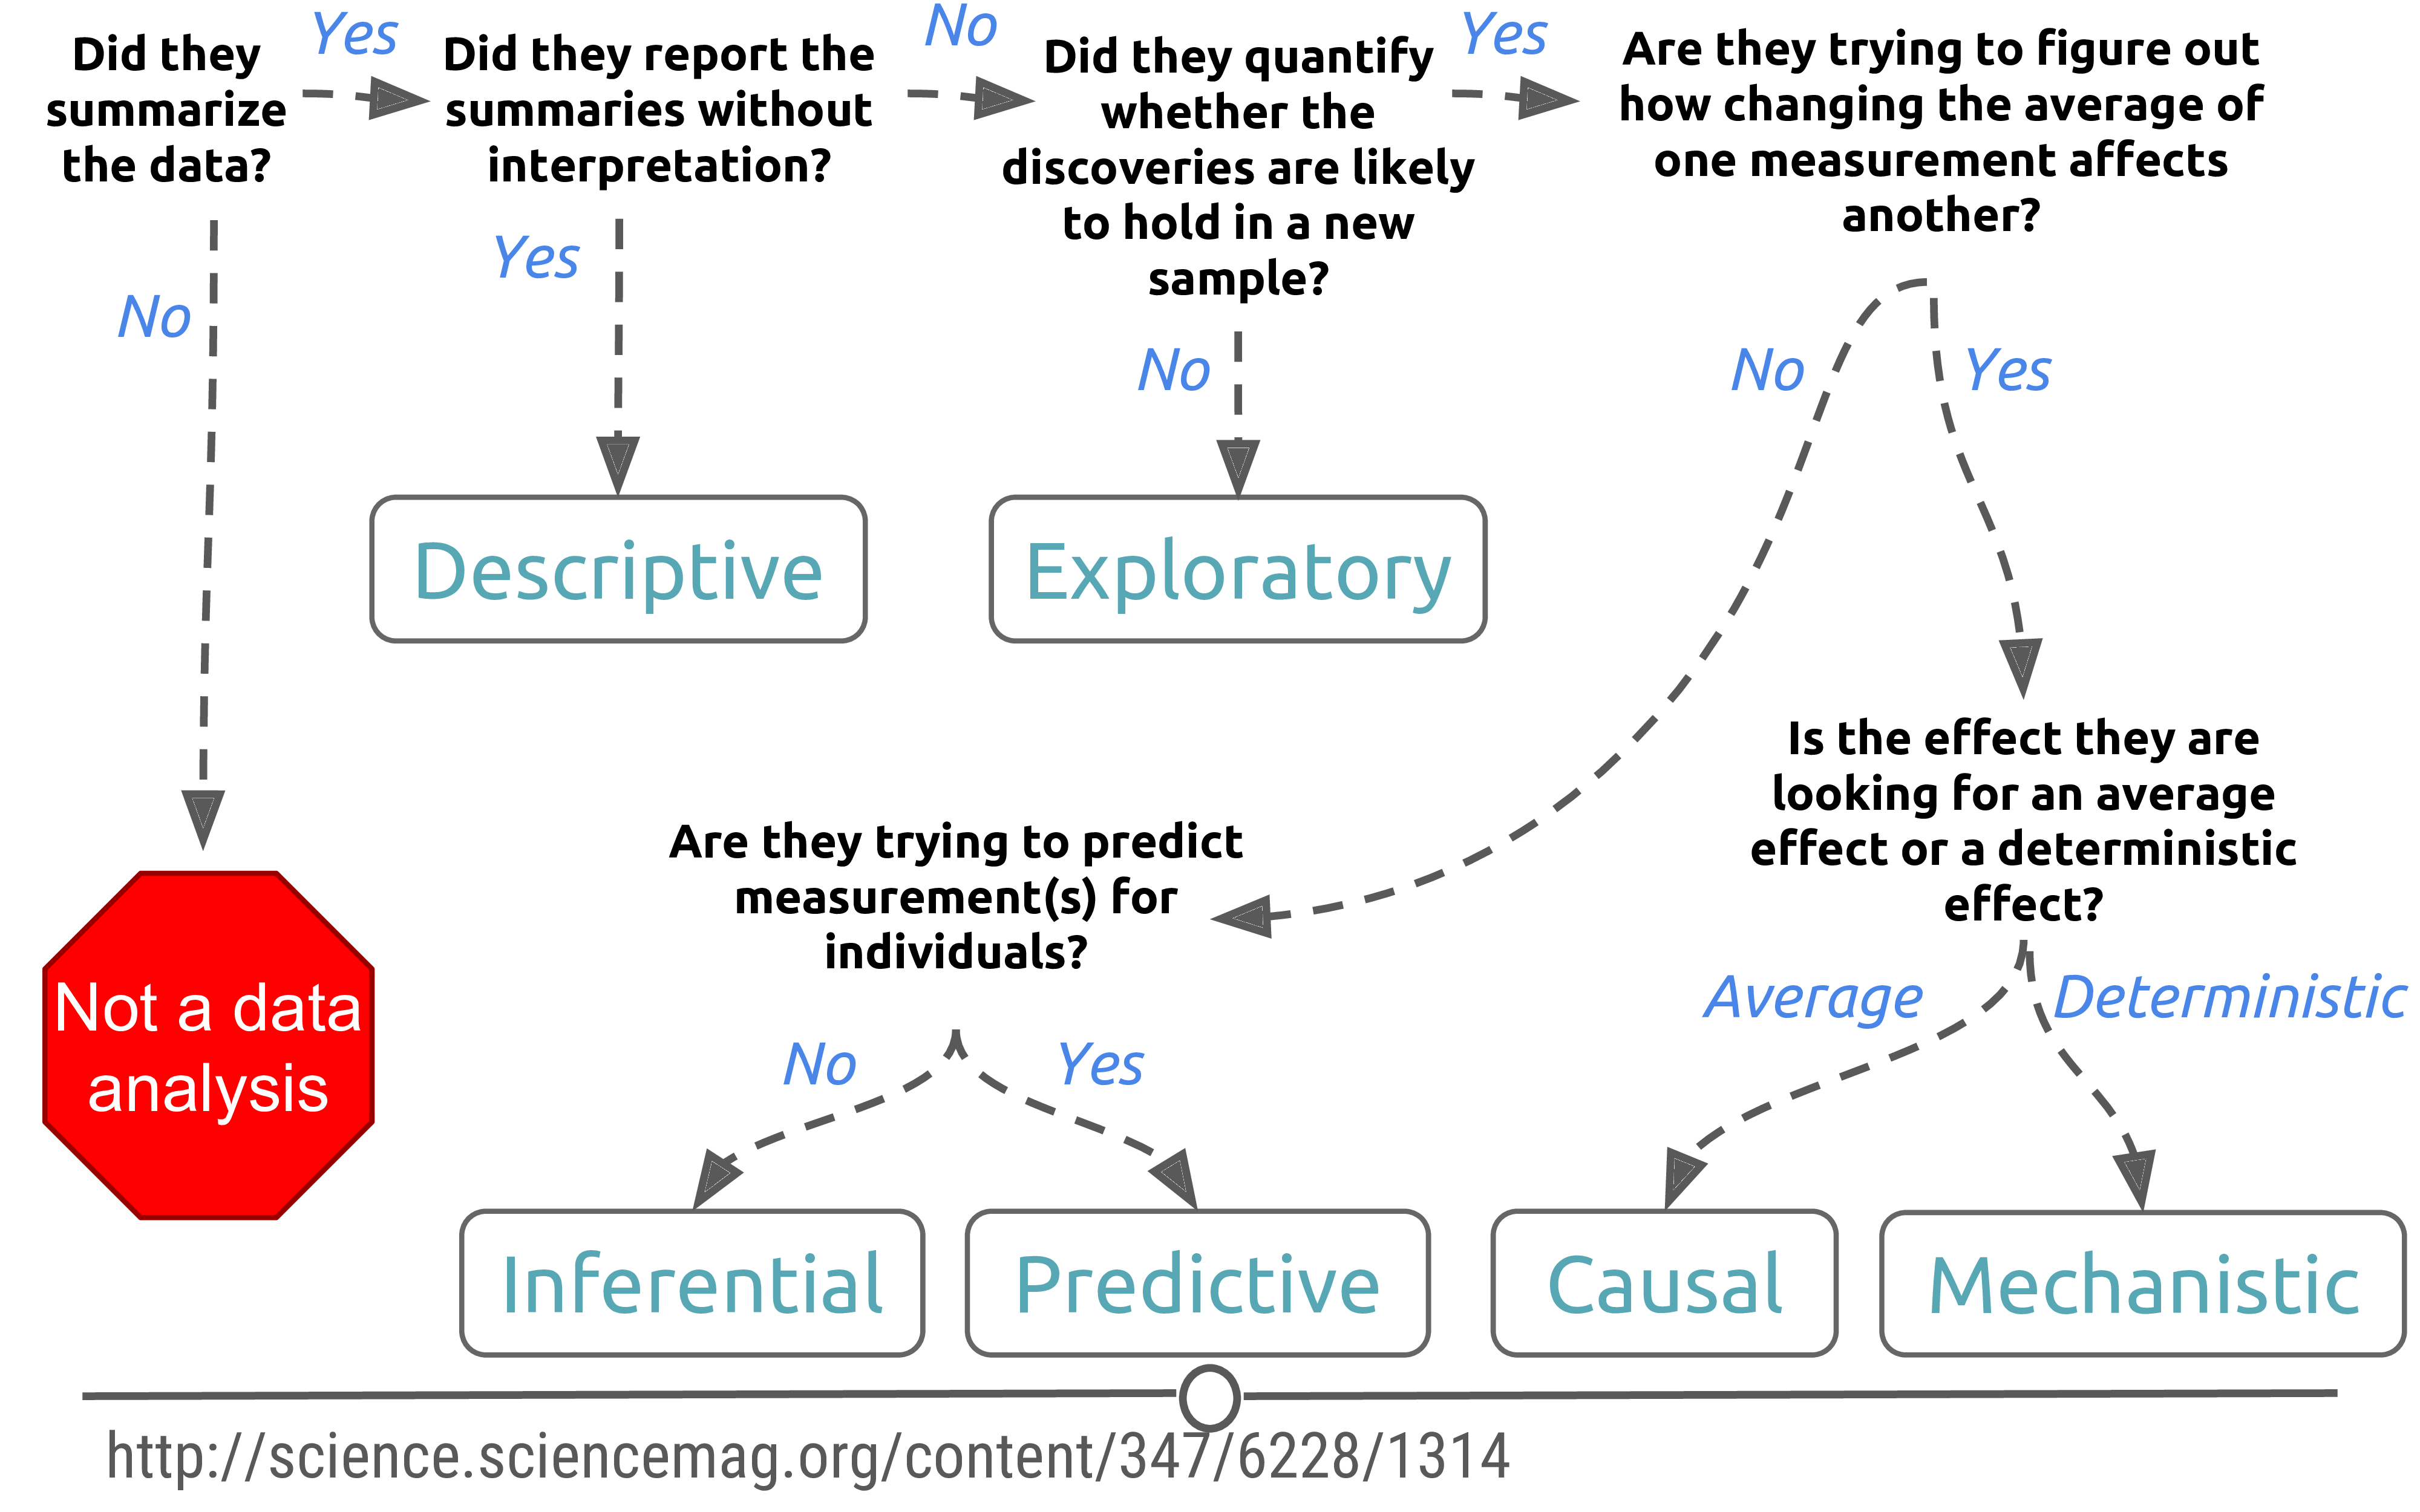 Did they
summarize
the data?
Yes
No
Did they report the
summaries without
interpretation?
No
Yes
Did they quantify
whether the
discoveries are likely
to hold in a new
sample?
Yes
No
Are they trying to figure out
how changing the average of
one measurement affects
another?
No
Yes
Descriptive
Exploratory
Is the effect they are
looking for an average
effect or a deterministic
effect?
Average
Deterministic
Are they trying to predict
measurement(s) for
individuals?
No
Yes
Not a data
analysis
Inferential
Predictive
Causal
Mechanistic
http://science.sciencemag.org/content/347/6228/1314